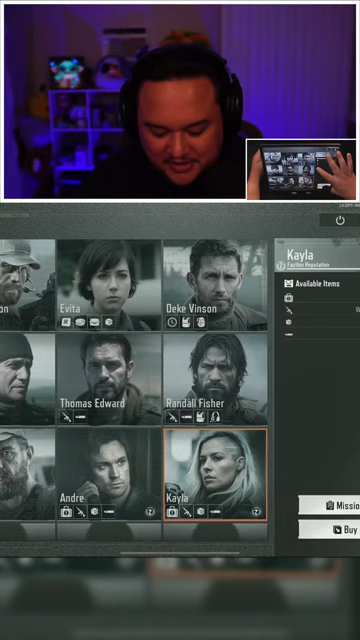 Kayla
Faction Reputation
Available Items
Evita
Deke Vinson
Thomas Edward
Randall Fisher
Andre
Kayla
Missio
Buy